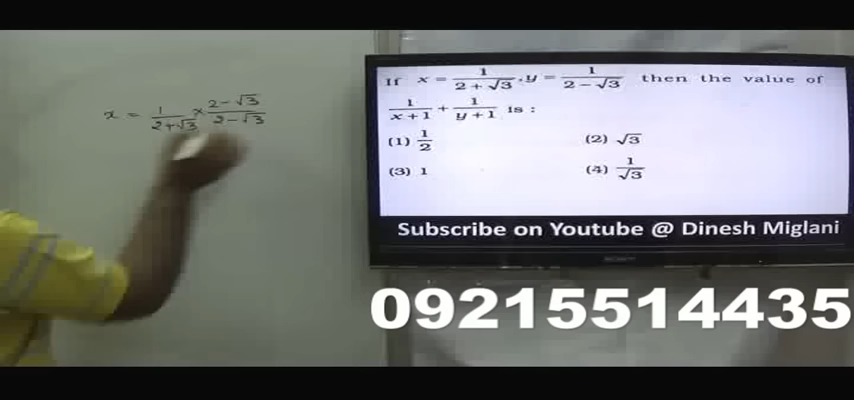 x = 1/(2+√3) × (2-√3)/(2-√3)
If x = 1/(2 + √3), y = 1/(2 - √3) then the value of
1/(x + 1) + 1/(y + 1) is :
(1) 1/2 (2) √3
(3) 1 (4) 1/√3
Subscribe on Youtube @ Dinesh Miglani
09215514435